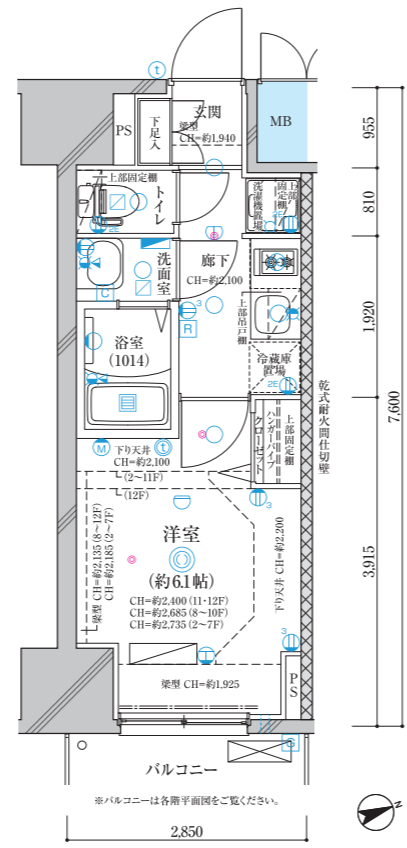 t
玄関
梁型
CH=約1,940
PS
下足入
MB
955
上部固定棚
トイレ
2E
洗濯機置場
上部固定棚
2E
810
洗面室
廊下
CH=約2,100
C
3
R
上部吊戸棚
1,920
浴室
(1014)
冷蔵庫
置場
2E
乾式耐火間仕切壁
7,600
M
下り天井
t
CH=約2,100
(2~11F)
(12F)
クローゼット
ハンガーパイプ
上部固定棚
3
洋室
(約6.1帖)
CH=約2,400 (11・12F)
CH=約2,685 (8~10F)
CH=約2,735 (2~7F)
梁型 CH=約2,135 (8~12F)
CH=約2,185 (2~7F)
下り天井 CH=約2,200
3,915
3
梁型 CH=約1,925
PS
S
バルコニー
※バルコニーは各階平面図をご覧ください。
2,850
N